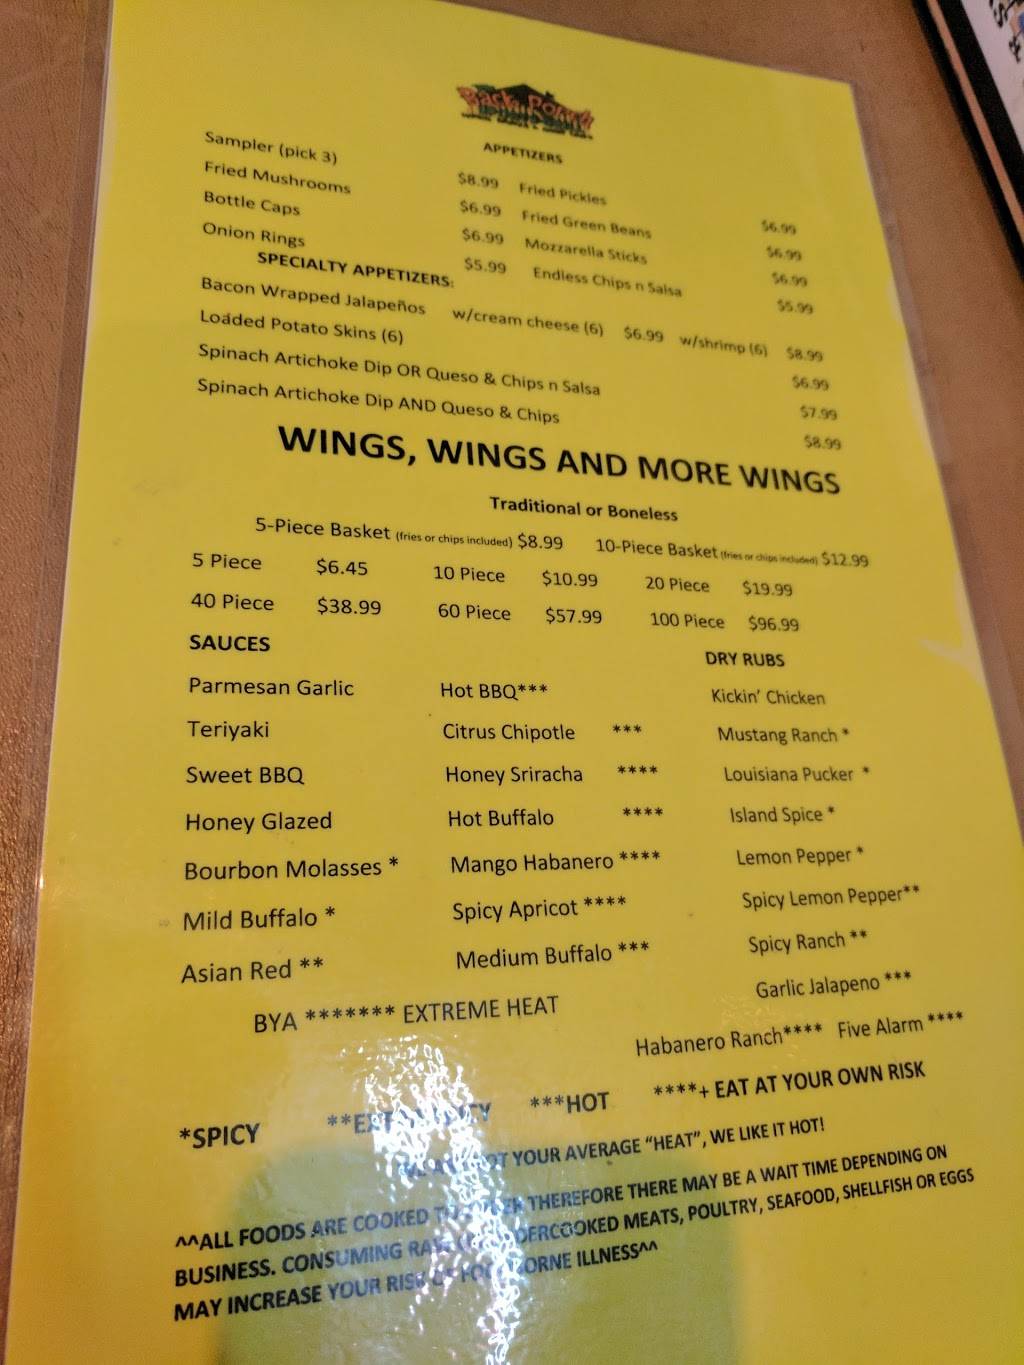 Back Porch
APPETIZERS
Sampler (pick 3) $8.99 Fried Pickles $6.99
Fried Mushrooms $6.99 Fried Green Beans $6.99
Bottle Caps $6.99 Mozzarella Sticks $6.99
Onion Rings $5.99 Endless Chips n Salsa $5.99
SPECIALTY APPETIZERS:
Bacon Wrapped Jalapeños w/cream cheese (6) $6.99 w/shrimp (6) $8.99
Loaded Potato Skins (6) $6.99
Spinach Artichoke Dip OR Queso & Chips n Salsa $7.99
Spinach Artichoke Dip AND Queso & Chips $8.99
WINGS, WINGS AND MORE WINGS
Traditional or Boneless
5-Piece Basket (fries or chips included) $8.99 10-Piece Basket (fries or chips included) $12.99
5 Piece $6.45 10 Piece $10.99 20 Piece $19.99
40 Piece $38.99 60 Piece $57.99 100 Piece $96.99
SAUCES DRY RUBS
Parmesan Garlic Hot BBQ*** Kickin' Chicken
Teriyaki Citrus Chipotle *** Mustang Ranch *
Sweet BBQ Honey Sriracha **** Louisiana Pucker *
Honey Glazed Hot Buffalo **** Island Spice *
Bourbon Molasses * Mango Habanero **** Lemon Pepper *
Mild Buffalo * Spicy Apricot **** Spicy Lemon Pepper**
Asian Red ** Medium Buffalo *** Spicy Ranch **
BYA ******* EXTREME HEAT Garlic Jalapeno ***
Habanero Ranch**** Five Alarm ****
*SPICY ***HOT ****+ EAT AT YOUR OWN RISK
YOUR AVERAGE "HEAT", WE LIKE IT HOT!
^^ALL FOODS ARE COOKED THEREFORE THERE MAY BE A WAIT TIME DEPENDING ON
BUSINESS. CONSUMING RAW UNDERCOOKED MEATS, POULTRY, SEAFOOD, SHELLFISH OR EGGS
MAY INCREASE YOUR RISK OF FOODBORNE ILLNESS^^